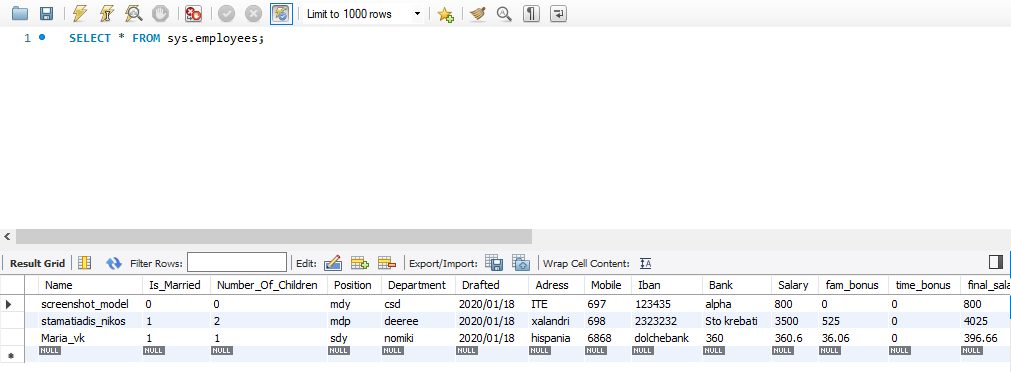 Limit to 1000 rows
1 SELECT * FROM sys.employees;
Result Grid Filter Rows: Edit: Export/Import: Wrap Cell Content: IA
Name Is_Married Number_Of_Children Position Department Drafted Adress Mobile Iban Bank Salary fam_bonus time_bonus final_sala
screenshot_model 0 0 mdy csd 2020/01/18 ITE 697 123435 alpha 800 0 0 800
stamatiadis_nikos 1 2 mdp deeree 2020/01/18 xalandri 698 2323232 Sto krebati 3500 525 0 4025
Maria_vk 1 1 sdy nomiki 2020/01/18 hispania 6868 dolchebank 360 360.6 36.06 0 396.66
NULL NULL NULL NULL NULL NULL NULL NULL NULL NULL NULL NULL NULL NULL